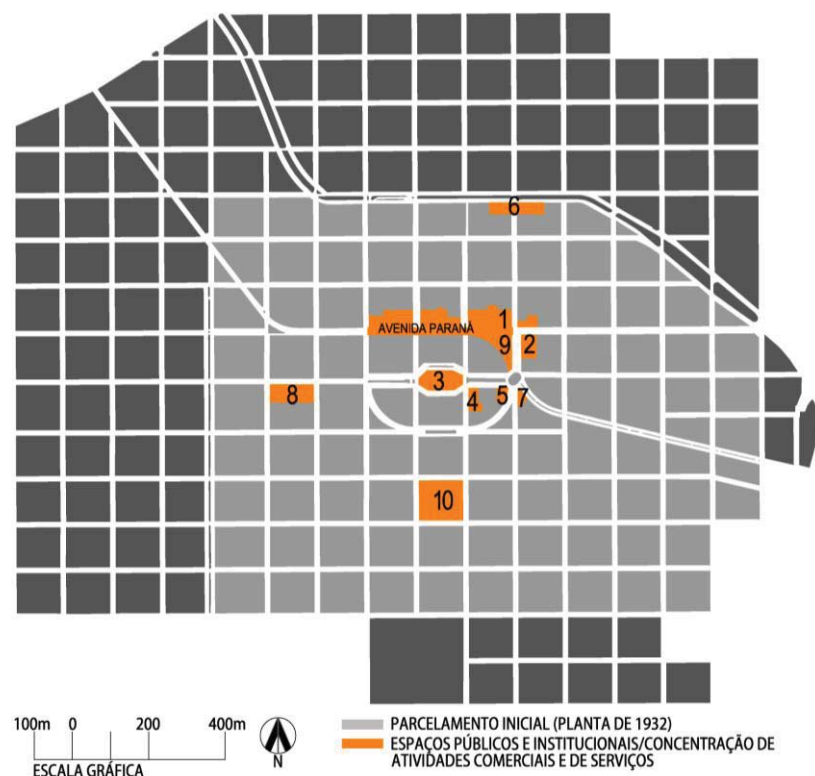 6
1
AVENIDA PARANÁ
9 2
3
8 4 5 7
10
100m 0 200 400m
ESCALA GRÁFICA
N
PARCELAMENTO INICIAL (PLANTA DE 1932)
ESPAÇOS PÚBLICOS E INSTITUCIONAIS/CONCENTRAÇÃO DE
ATIVIDADES COMERCIAIS E DE SERVIÇOS